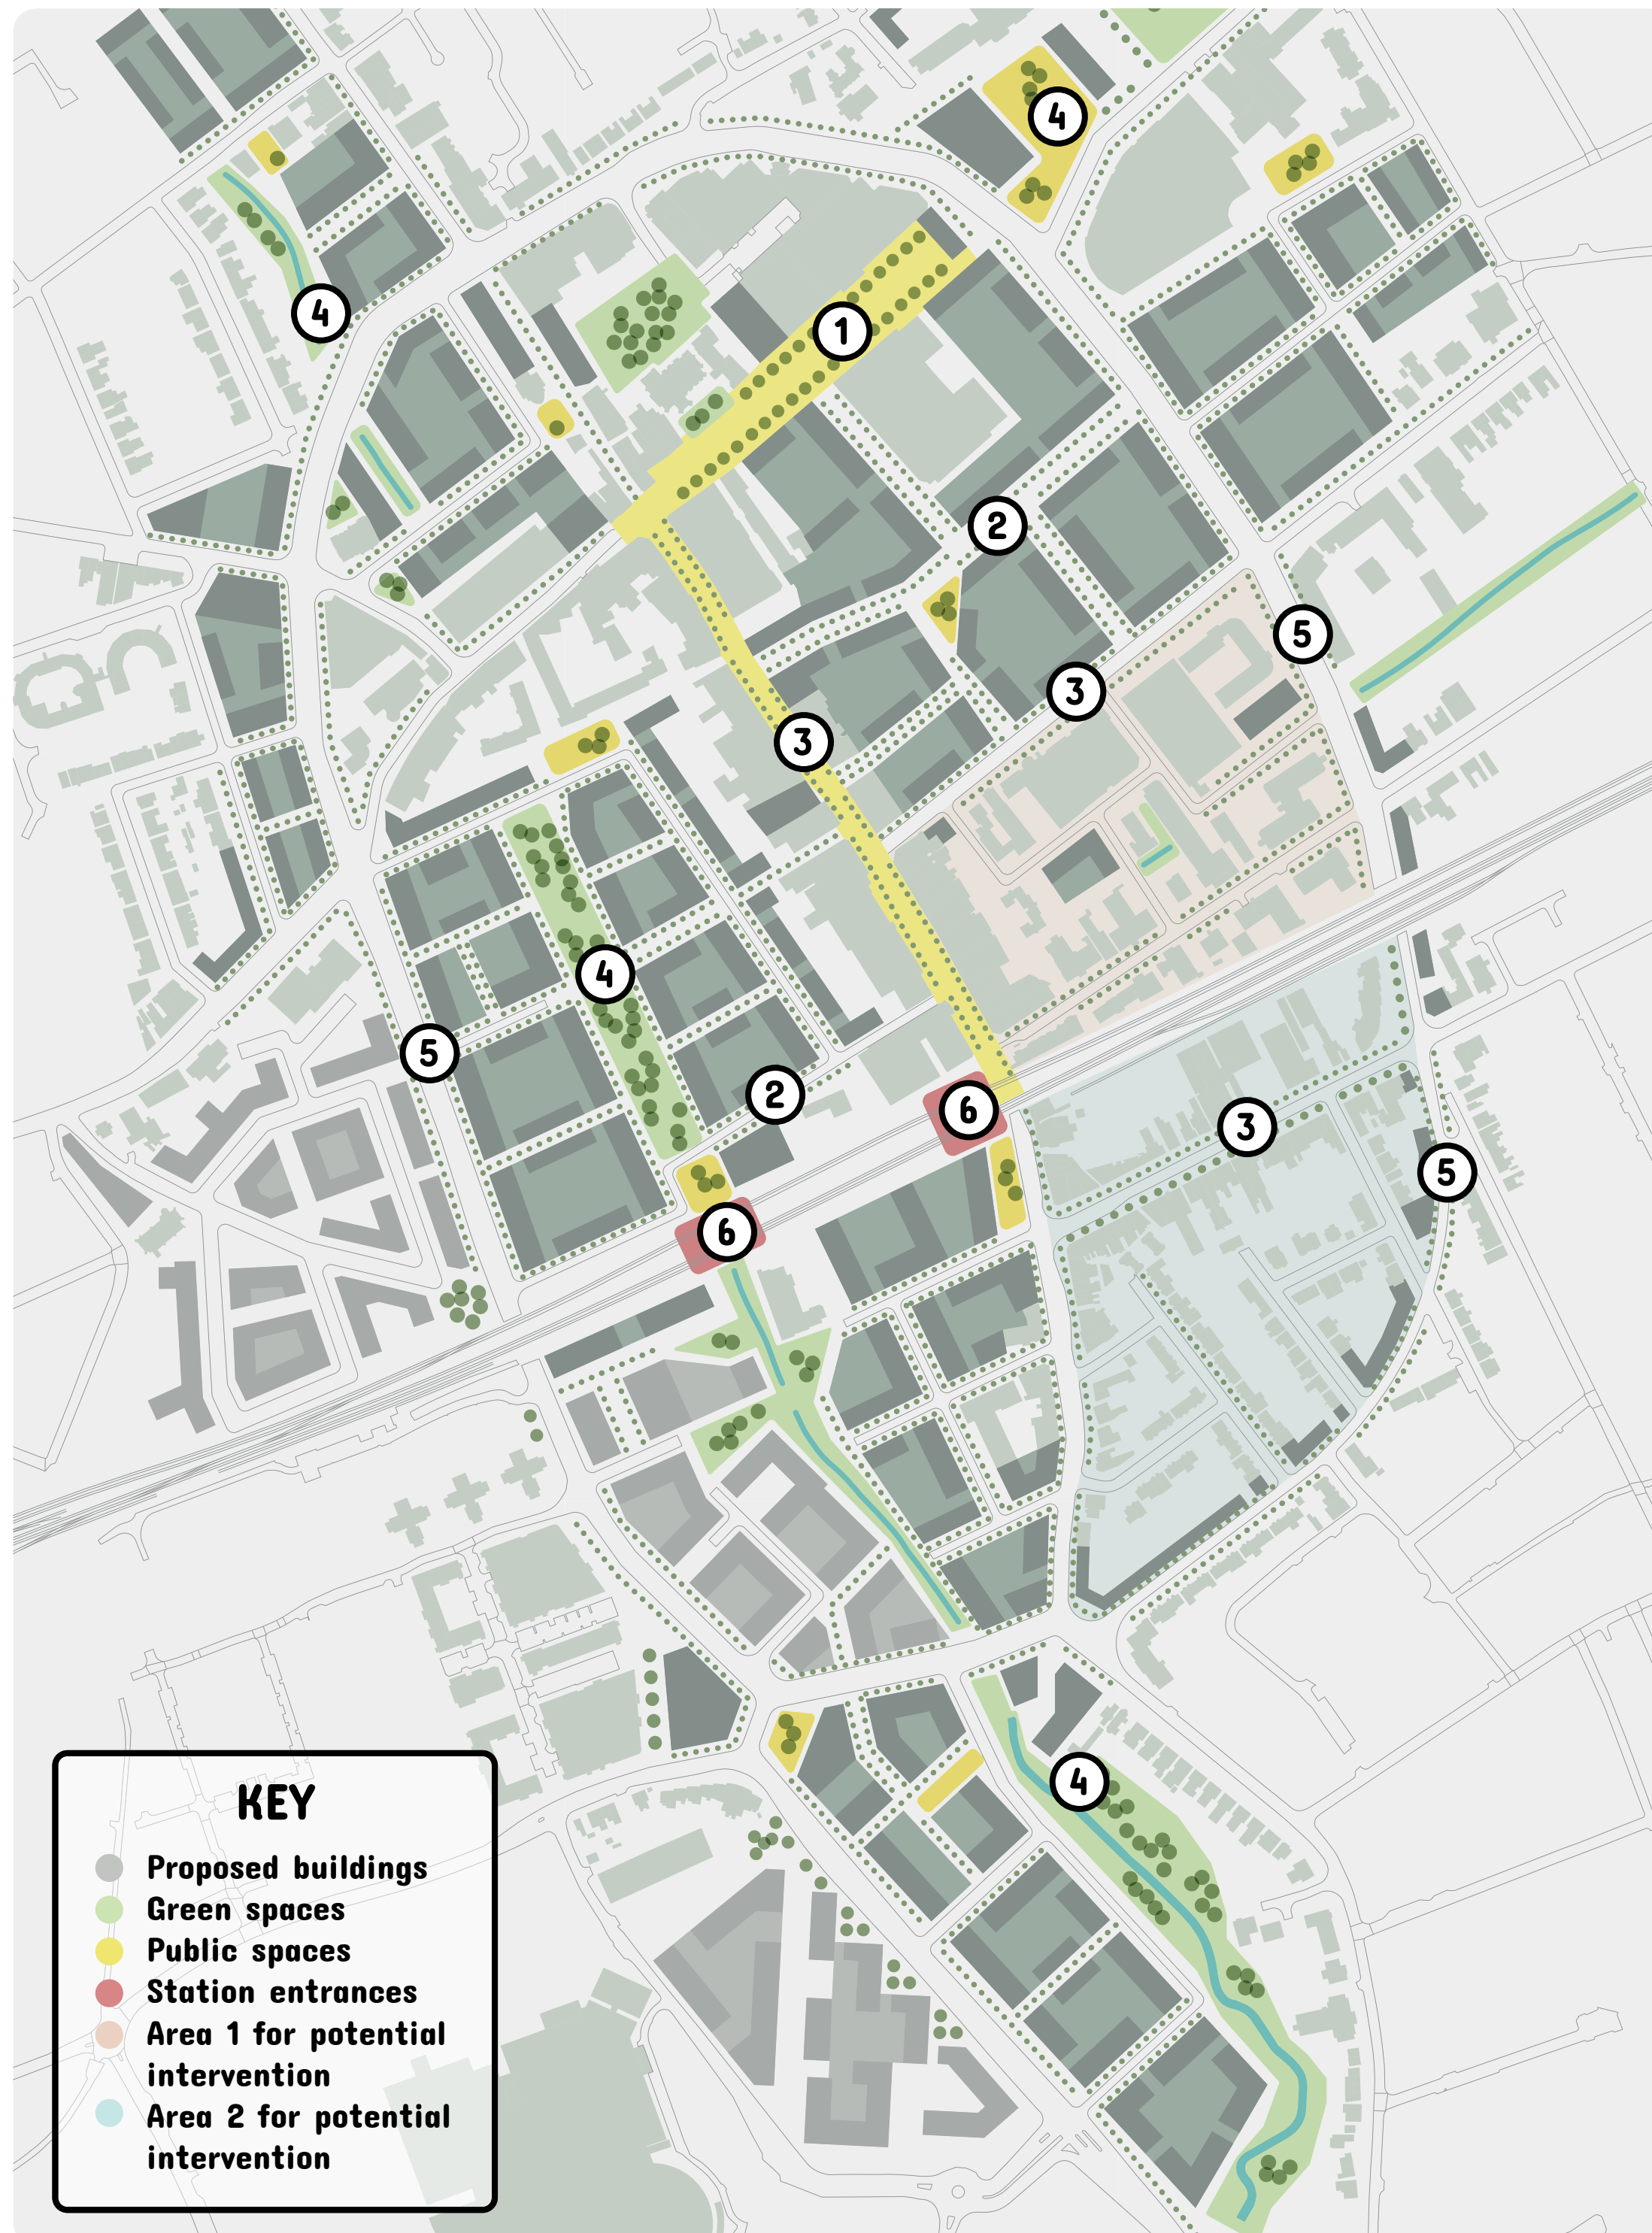 4
4
1
2
5
3
3
4
5
2
6
3
5
6
4
KEY
Proposed buildings
Green spaces
Public spaces
Station entrances
Area 1 for potential
intervention
Area 2 for potential
intervention